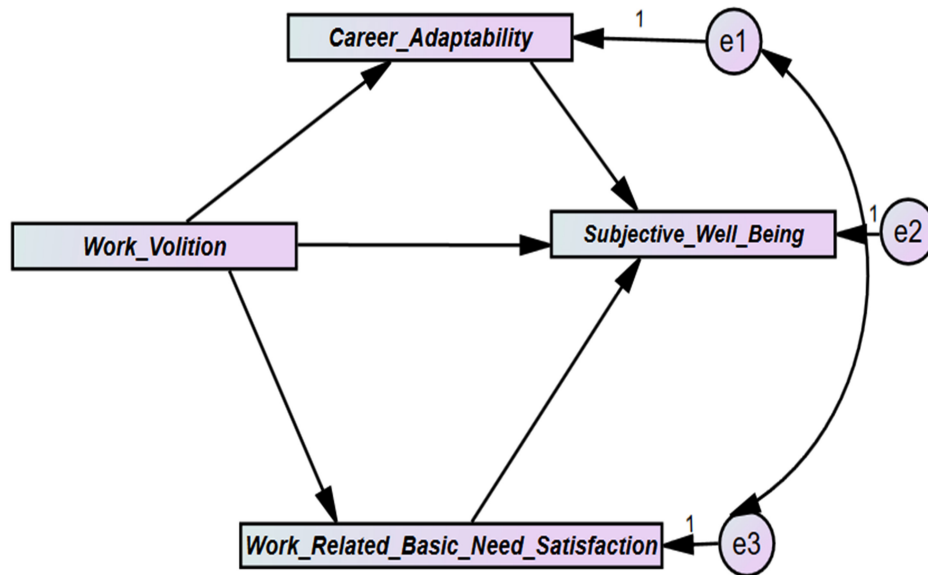 1
Career_Adaptability
e1
Work_Volition
Subjective_Well_Being
1
e2
Work_Related_Basic_Need_Satisfaction
1
e3